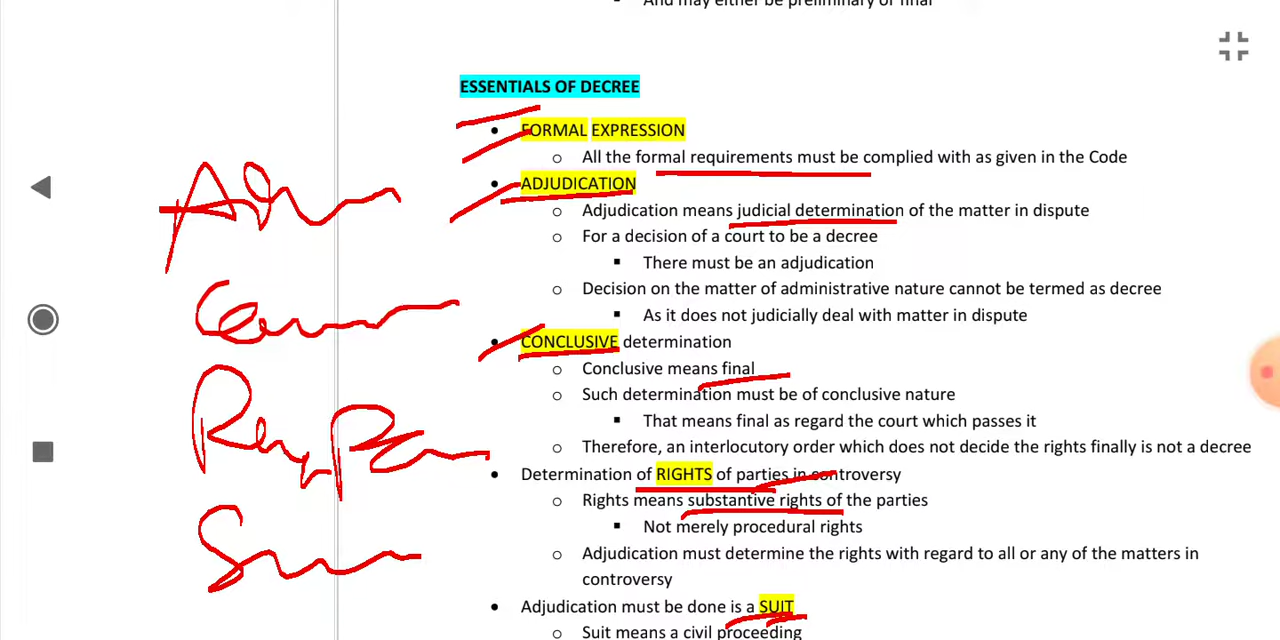 And may either be preliminary or final
ESSENTIALS OF DECREE
• FORMAL EXPRESSION
o All the formal requirements must be complied with as given in the Code
• ADJUDICATION
o Adjudication means judicial determination of the matter in dispute
o For a decision of a court to be a decree
▪ There must be an adjudication
o Decision on the matter of administrative nature cannot be termed as decree
▪ As it does not judicially deal with matter in dispute
• CONCLUSIVE determination
o Conclusive means final
o Such determination must be of conclusive nature
▪ That means final as regard the court which passes it
o Therefore, an interlocutory order which does not decide the rights finally is not a decree
• Determination of RIGHTS of parties in controversy
o Rights means substantive rights of the parties
▪ Not merely procedural rights
o Adjudication must determine the rights with regard to all or any of the matters in
controversy
• Adjudication must be done is a SUIT
o Suit means a civil proceeding